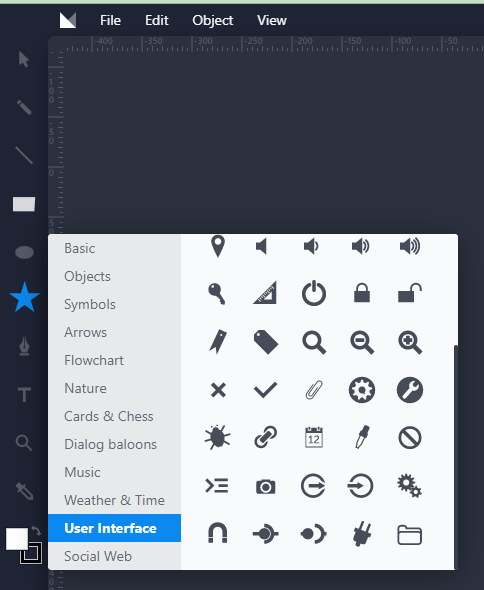 File Edit Object View
-400 -350 -300 -250 -200 -150 -100 -50
Basic
Objects
Symbols
Arrows
Flowchart
Nature
Cards & Chess
Dialog baloons
Music
Weather & Time
User Interface
Social Web
12
T